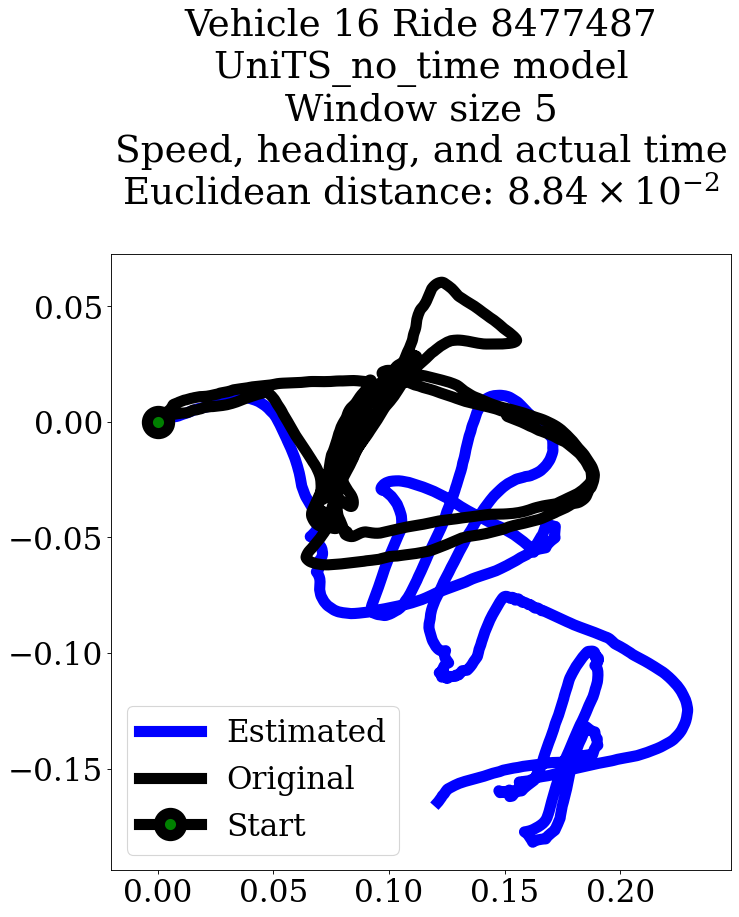 Vehicle 16 Ride 8477487
UniTS_no_time model
Window size 5
Speed, heading, and actual time
Euclidean distance: 8.84 × 10⁻²
0.05
0.00
−0.05
−0.10
−0.15
Estimated
Original
Start
0.00 0.05 0.10 0.15 0.20